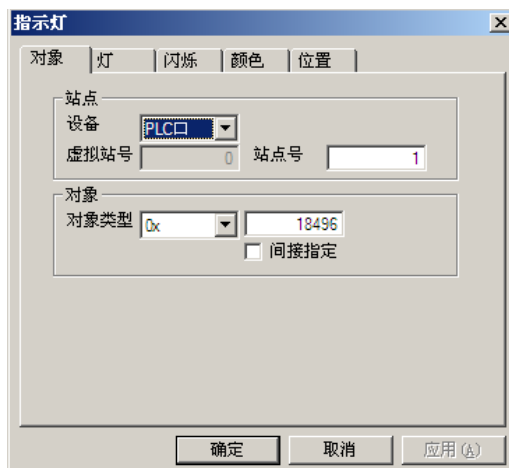 指示灯
对象 灯 闪烁 颜色 位置
站点
设备 PLC口
虚拟站号 0 站点号 1
对象
对象类型 0x 18496
间接指定
确定 取消 应用(A)